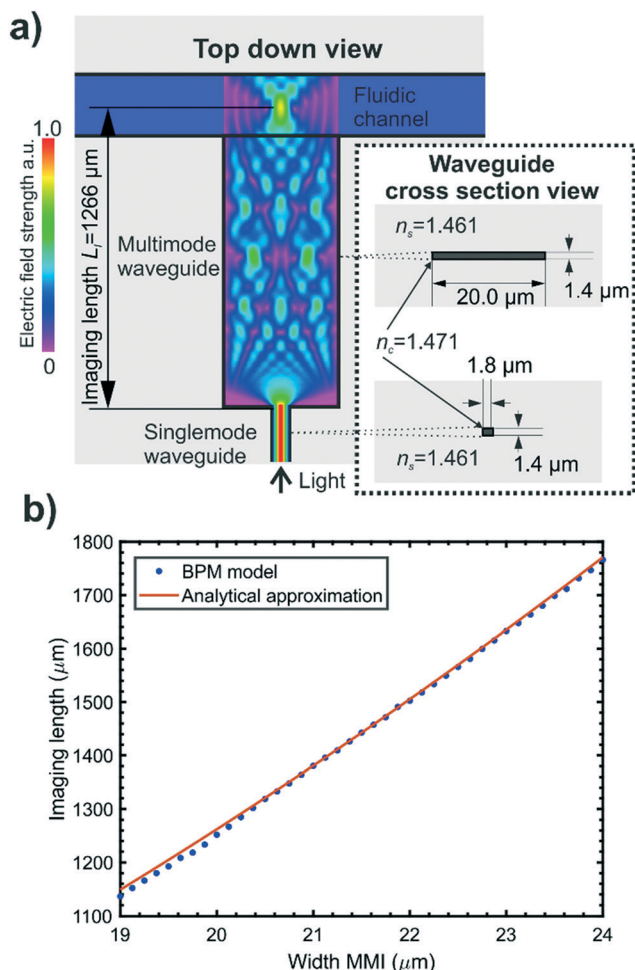 a)
Top down view
Fluidic
channel
1.0
Electric field strength a.u.
0
Imaging length L_I=1266 μm
Multimode
waveguide
Singlemode
waveguide
Light
Waveguide
cross section view
n_s=1.461
20.0 μm
1.4 μm
n_c=1.471
1.8 μm
n_s=1.461
1.4 μm
b)
1800
1700
1600
1500
1400
1300
1200
1100
Imaging length (μm)
BPM model
Analytical approximation
19
20
21
22
23
24
Width MMI (μm)